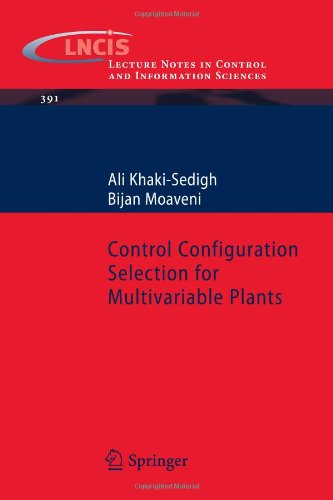 LNCIS
Lecture Notes in Control
and Information Sciences
391
Ali Khaki-Sedigh
Bijan Moaveni
Control Configuration
Selection for
Multivariable Plants
Springer